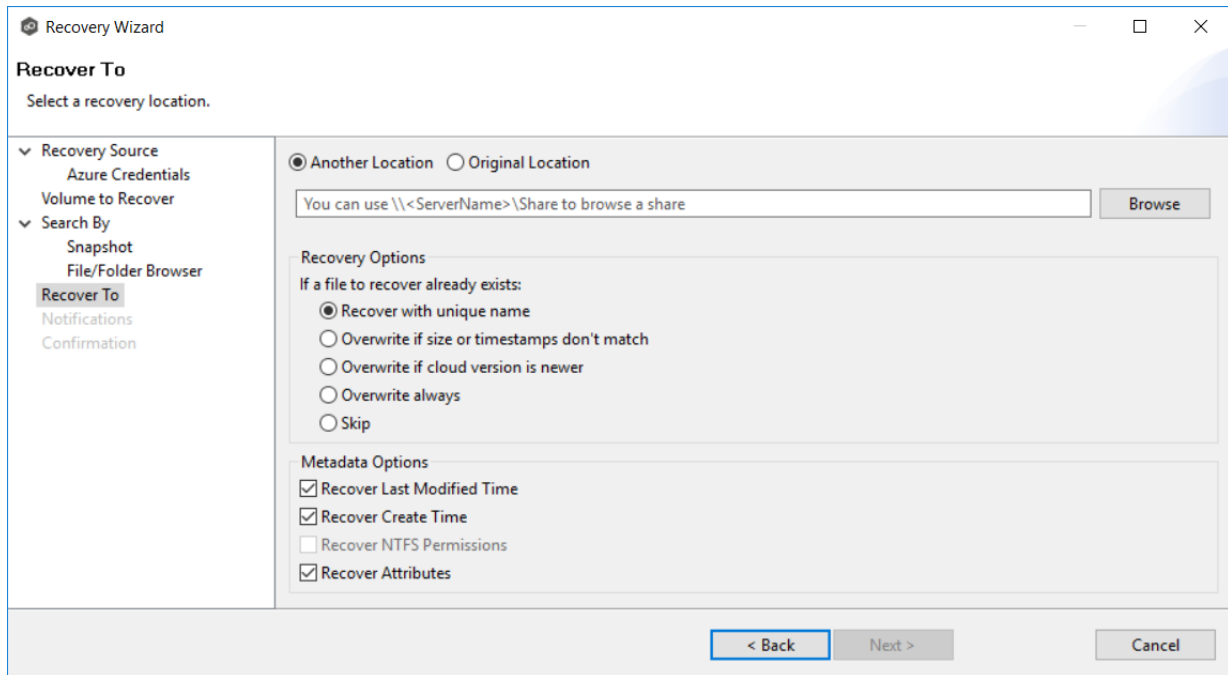 Recovery Wizard
Recover To
Select a recovery location.
Recovery Source
Azure Credentials
Volume to Recover
Search By
Snapshot
File/Folder Browser
Recover To
Notifications
Confirmation
Another Location Original Location
You can use \\<ServerName>\Share to browse a share Browse
Recovery Options
If a file to recover already exists:
Recover with unique name
Overwrite if size or timestamps don't match
Overwrite if cloud version is newer
Overwrite always
Skip
Metadata Options
Recover Last Modified Time
Recover Create Time
Recover NTFS Permissions
Recover Attributes
< Back Next > Cancel